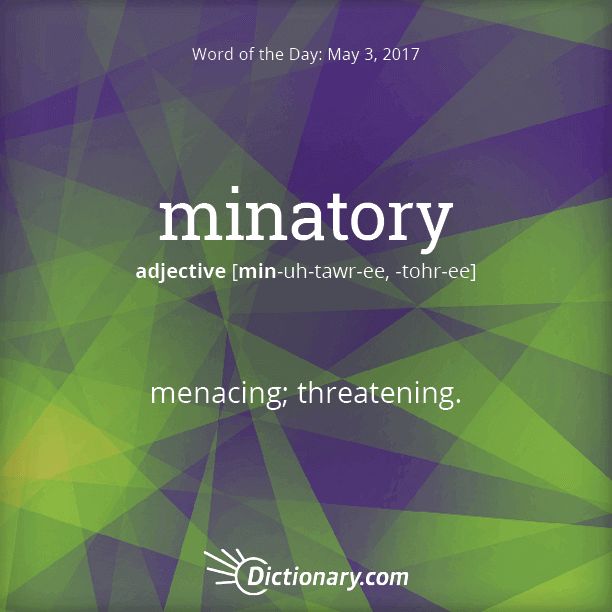 Word of the Day: May 3, 2017
minatory
adjective [min-uh-tawr-ee, -tohr-ee]
menacing; threatening.
Dictionary.com